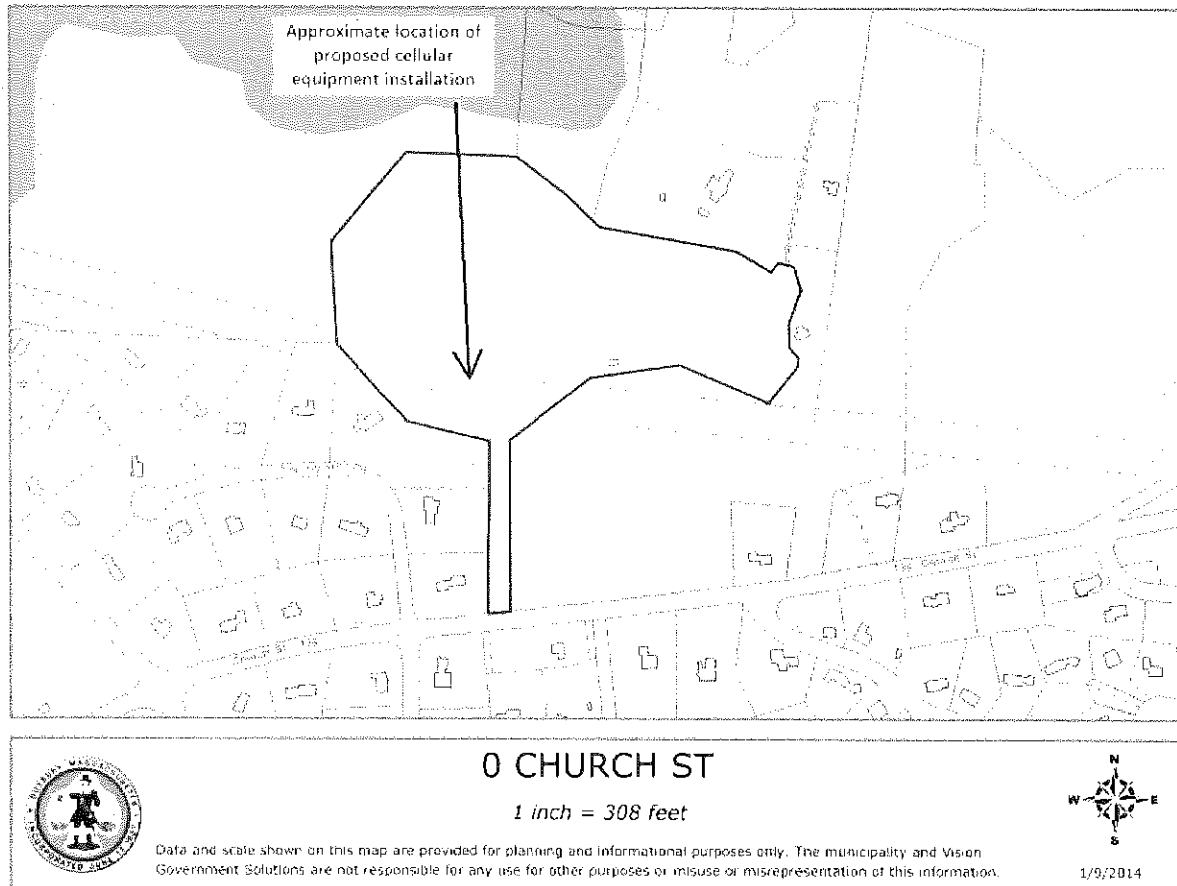 Approximate location of
proposed cellular
equipment installation
0 CHURCH ST
1 inch = 308 feet
N
W
E
S
Data and scale shown on this map are provided for planning and informational purposes only. The municipality and Vision
Government Solutions are not responsible for any use for other purposes or misuse or misrepresentation of this information.
1/9/2014